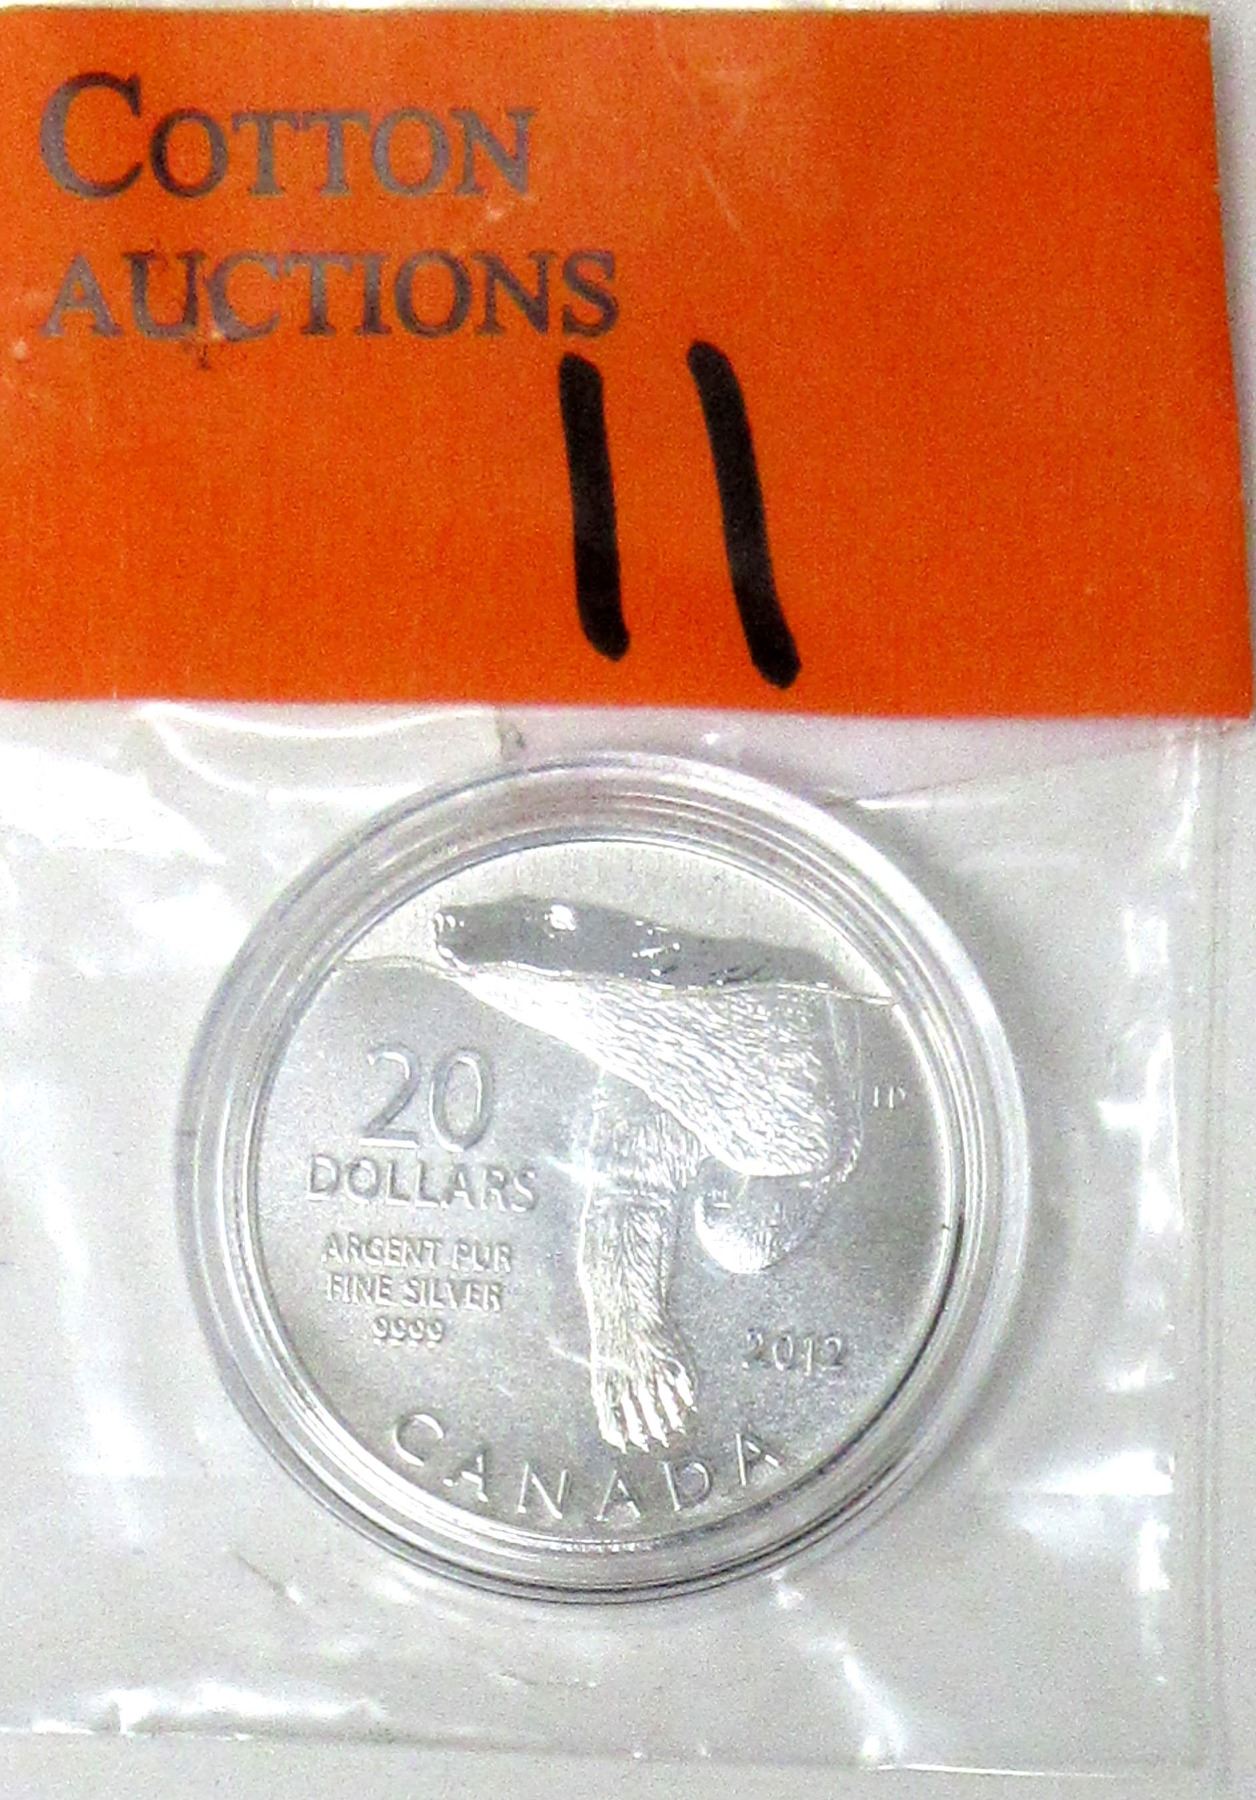 COTTON
AUCTIONS
11
20
DOLLARS
ARGENT PUR
FINE SILVER
9999
2012
CANADA